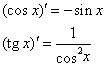 (cos x)' = −sin x
(tg x)' = 1/cos²x